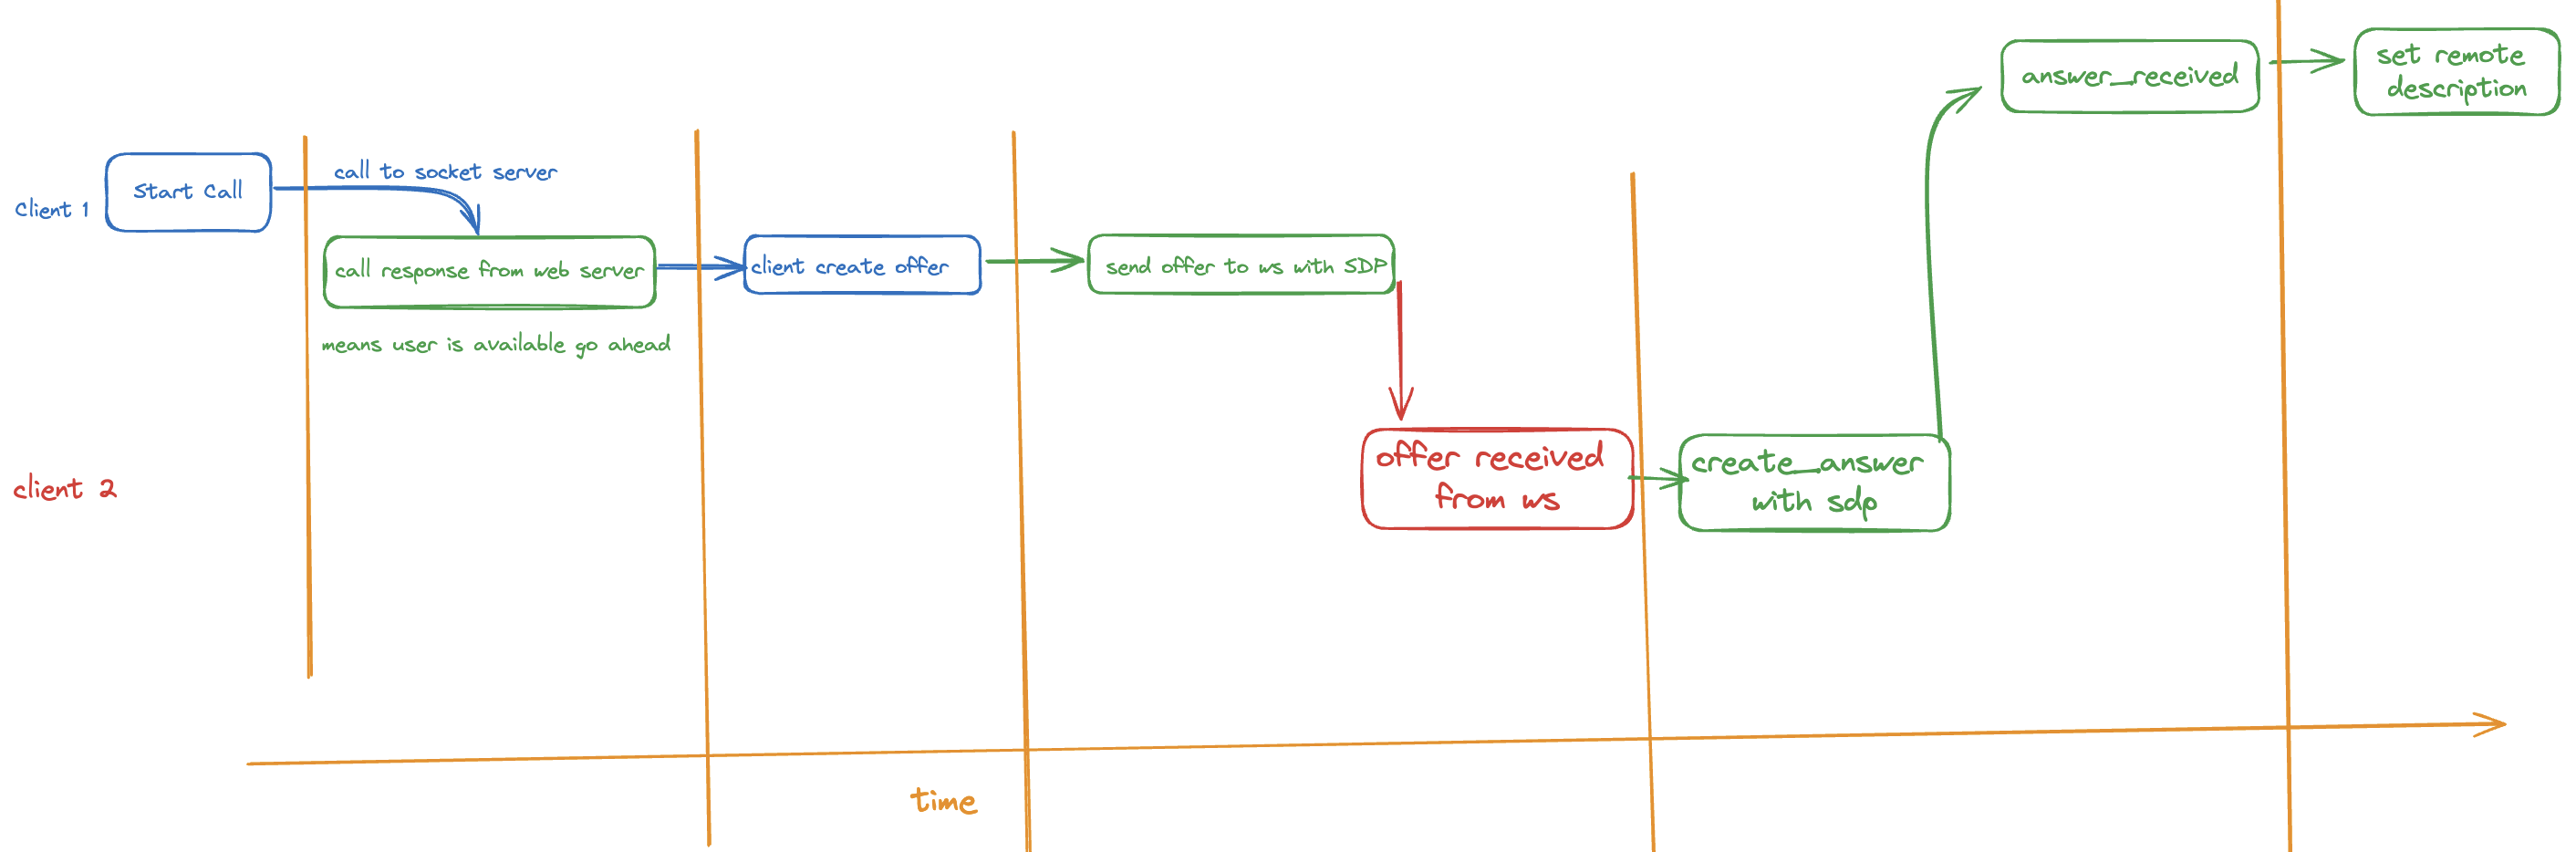 set remote
description
answer_received
call to socket server
Start Call
Client 1
call response from web server
client create offer
send offer to ws with SDP
means user is available go ahead
offer received
from ws
create_answer
with sdp
client 2
time